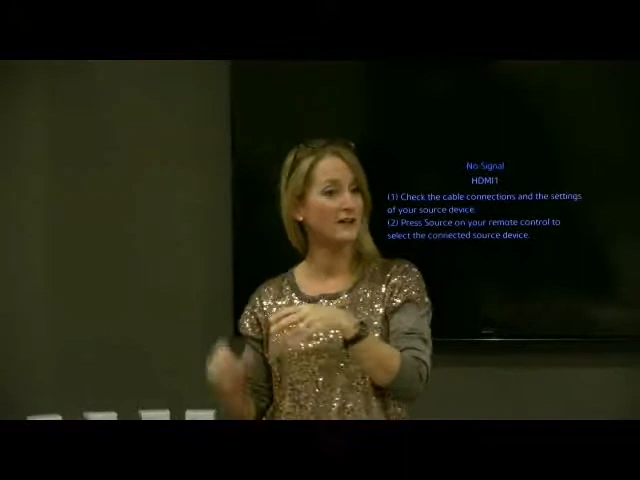 No Signal
HDMI1
(1) Check the cable connections and the settings
of your source device.
(2) Press Source on your remote control to
select the connected source device.